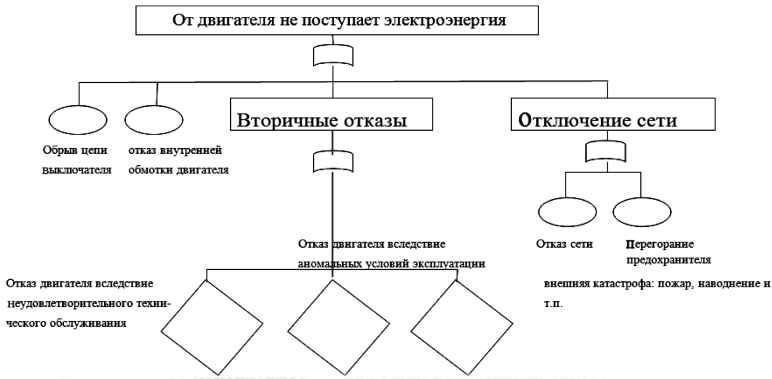 От двигателя не поступает электроэнергия
Вторичные отказы
Отключение сети
Обрыв цепи
выключателя
отказ внутренней
обмотки двигателя
Отказ сети
Перегорание
предохранителя
Отказ двигателя вследствие
аномальных условий эксплуатации
Отказ двигателя вследствие
неудовлетворительного техни-
ческого обслуживания
внешняя катастрофа: пожар, наводнение и
т.п.